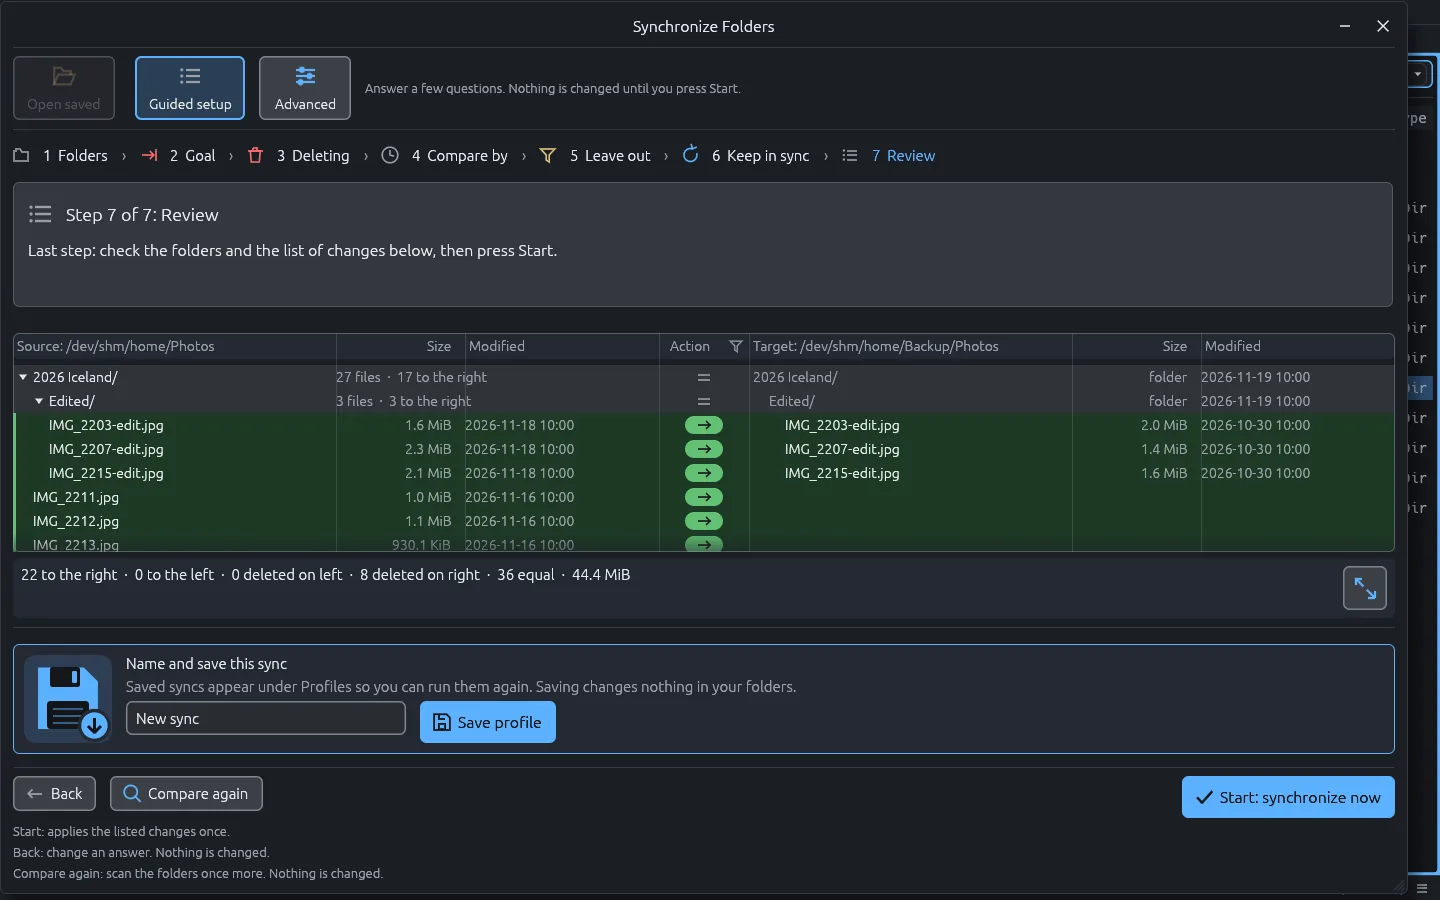 Synchronize Folders
Open saved
Guided setup
Advanced
Answer a few questions. Nothing is changed until you press Start.
1 Folders › 2 Goal › 3 Deleting › 4 Compare by › 5 Leave out › 6 Keep in sync › 7 Review
Step 7 of 7: Review
Last step: check the folders and the list of changes below, then press Start.
Source: /dev/shm/home/Photos Size Modified Action Target: /dev/shm/home/Backup/Photos Size Modified
2026 Iceland/ 27 files · 17 to the right = 2026 Iceland/ folder 2026-11-19 10:00
Edited/ 3 files · 3 to the right = Edited/ folder 2026-11-19 10:00
IMG_2203-edit.jpg 1.6 MiB 2026-11-18 10:00 → IMG_2203-edit.jpg 2.0 MiB 2026-10-30 10:00
IMG_2207-edit.jpg 2.3 MiB 2026-11-18 10:00 → IMG_2207-edit.jpg 1.4 MiB 2026-10-30 10:00
IMG_2215-edit.jpg 2.1 MiB 2026-11-18 10:00 → IMG_2215-edit.jpg 1.6 MiB 2026-10-30 10:00
IMG_2211.jpg 1.0 MiB 2026-11-16 10:00 →
IMG_2212.jpg 1.1 MiB 2026-11-16 10:00 →
IMG_2213.jpg 930.1 KiB 2026-11-16 10:00 →
22 to the right · 0 to the left · 0 deleted on left · 8 deleted on right · 36 equal · 44.4 MiB
Name and save this sync
Saved syncs appear under Profiles so you can run them again. Saving changes nothing in your folders.
New sync
Save profile
← Back
Compare again
Start: synchronize now
Start: applies the listed changes once.
Back: change an answer. Nothing is changed.
Compare again: scan the folders once more. Nothing is changed.